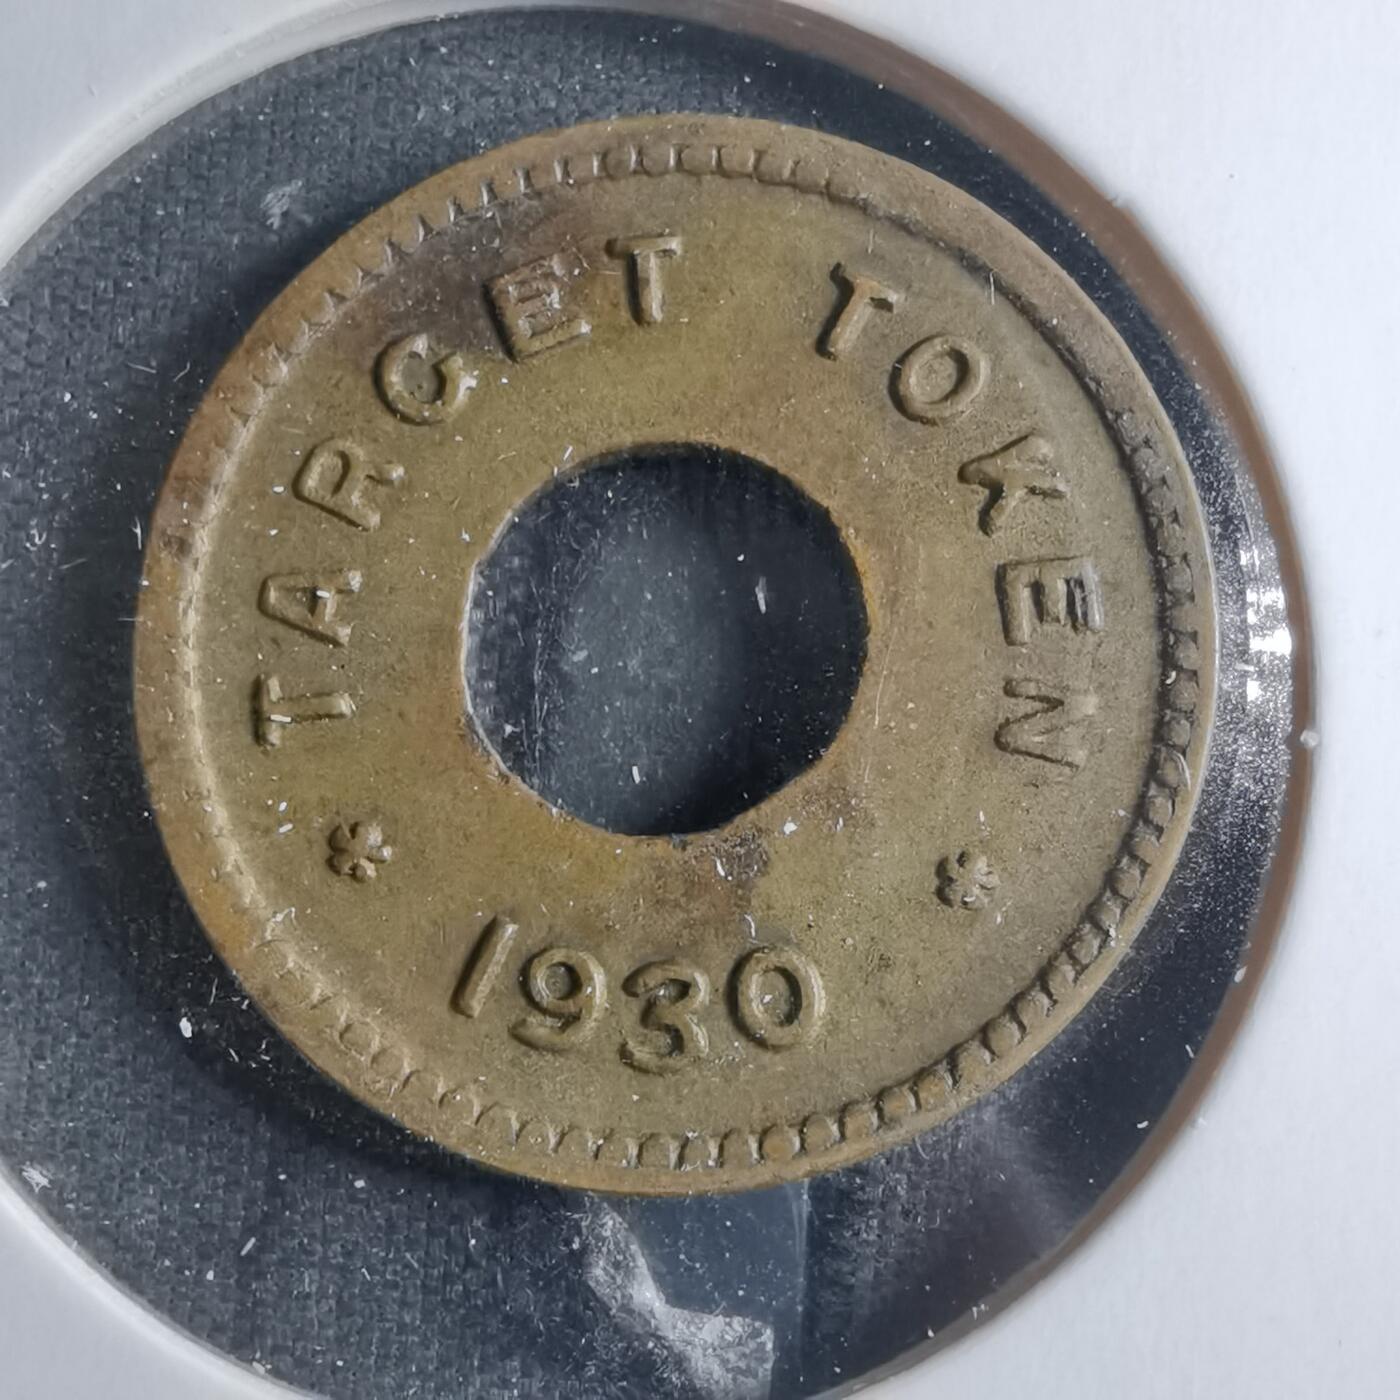 TARGET TOKEN
* 1930 *